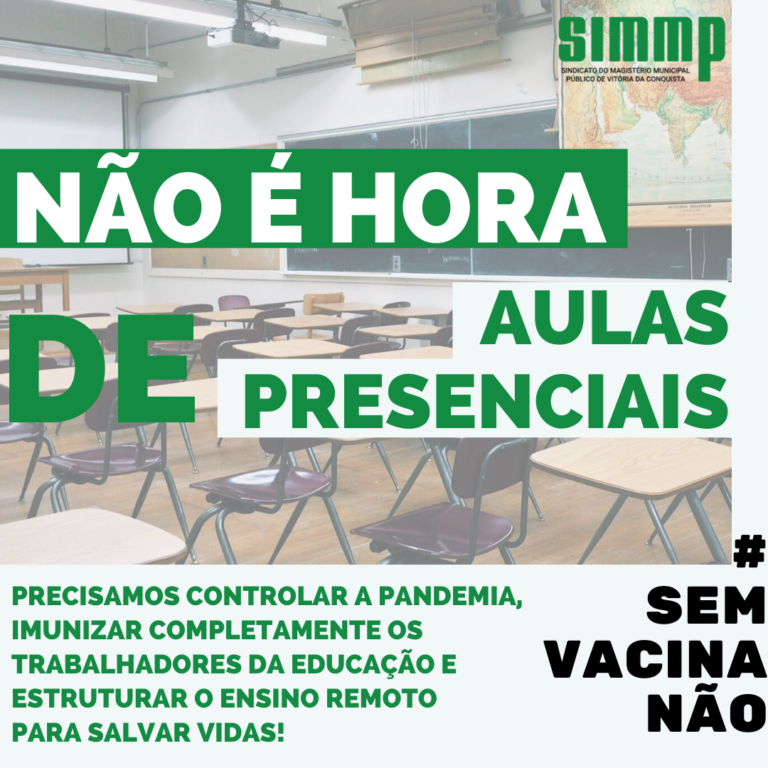 simmp
SINDICATO DO MAGISTÉRIO MUNICIPAL
PÚBLICO DE VITÓRIA DA CONQUISTA
NÃO É HORA
DE
AULAS
PRESENCIAIS
PRECISAMOS CONTROLAR A PANDEMIA,
IMUNIZAR COMPLETAMENTE OS
TRABALHADORES DA EDUCAÇÃO E
ESTRUTURAR O ENSINO REMOTO
PARA SALVAR VIDAS!
#
SEM
VACINA
NÃO